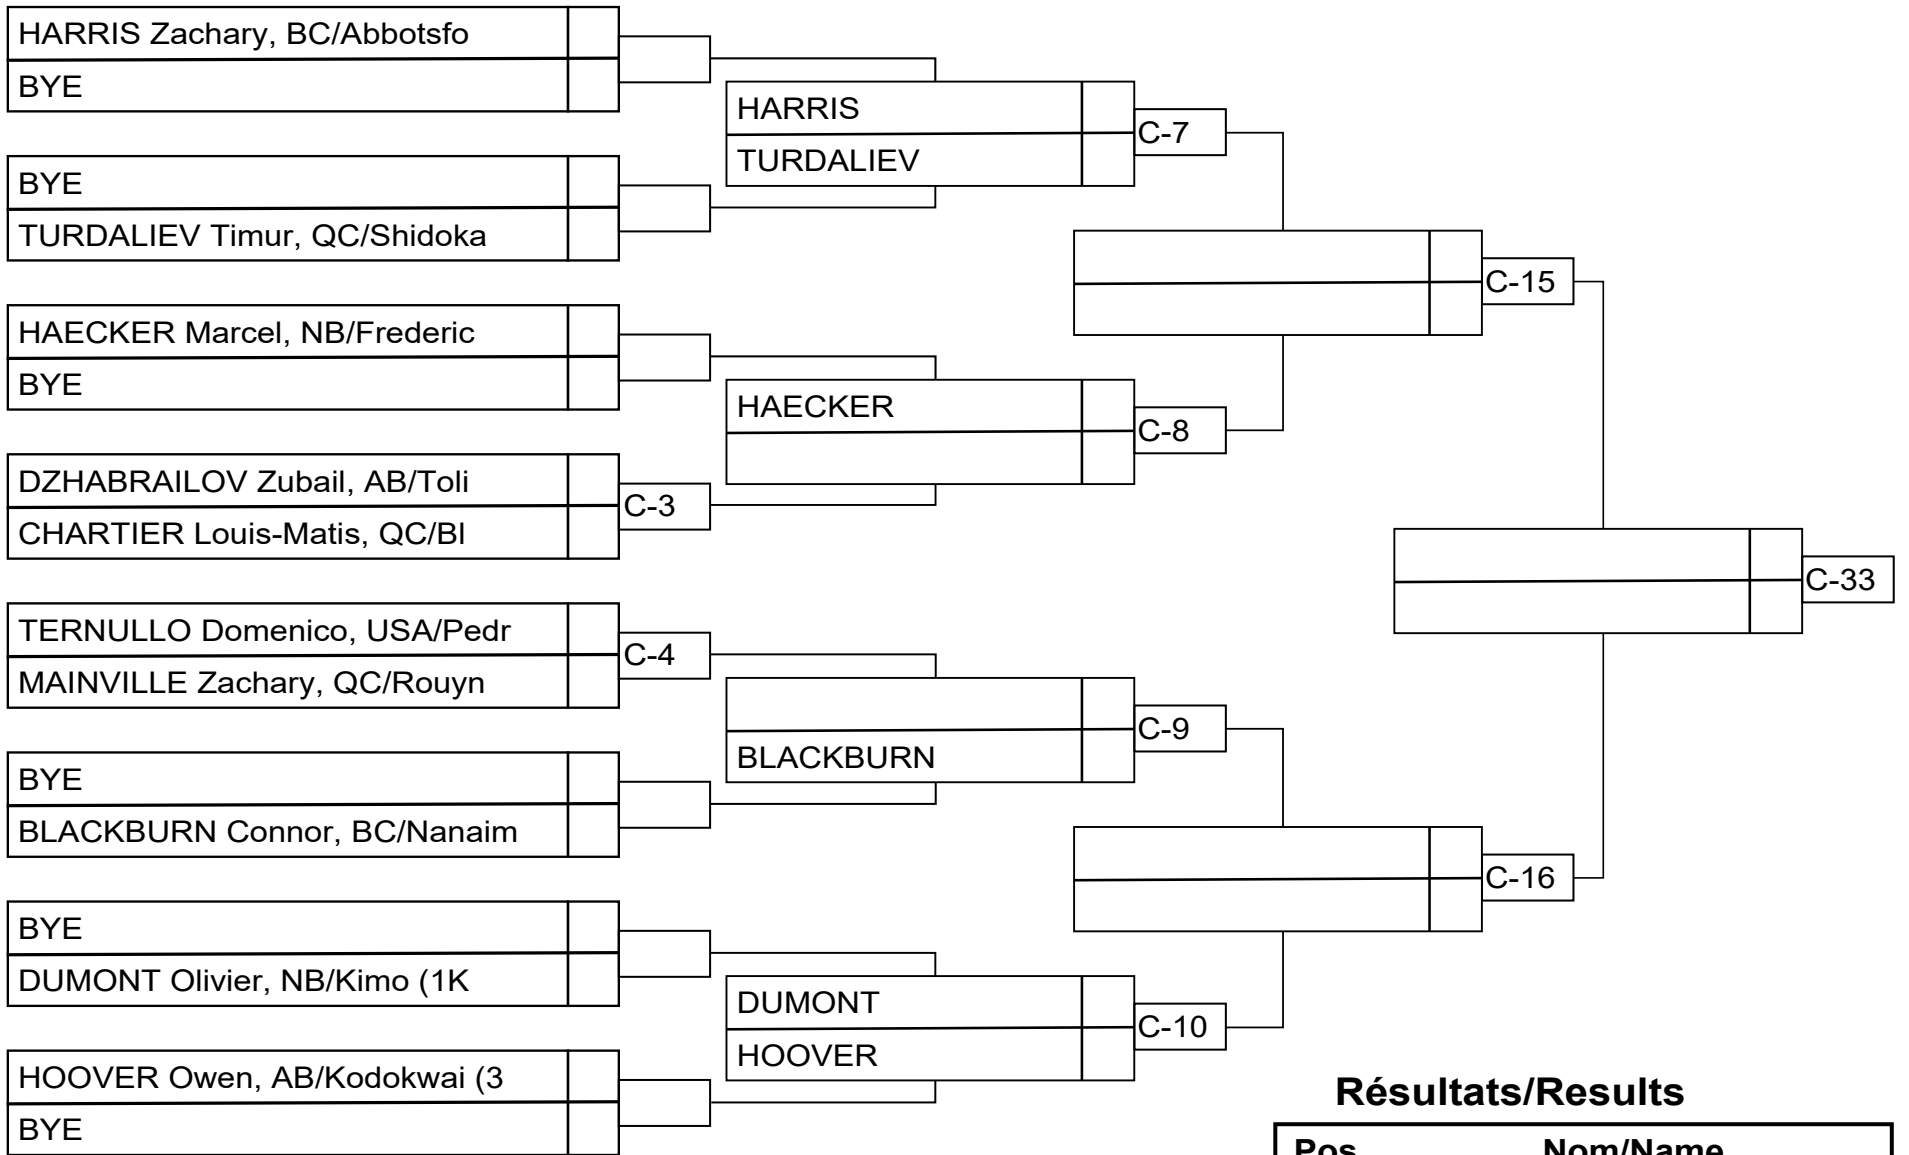 HARRIS Zachary, BC/Abbotsfo
BYE
BYE
TURDALIEV Timur, QC/Shidoka
HAECKER Marcel, NB/Frederic
BYE
DZHABRAILOV Zubail, AB/Toli
CHARTIER Louis-Matis, QC/Bl
C-3
TERNULLO Domenico, USA/Pedr
MAINVILLE Zachary, QC/Rouyn
C-4
BYE
BLACKBURN Connor, BC/Nanaim
BYE
DUMONT Olivier, NB/Kimo (1K
HOOVER Owen, AB/Kodokwai (3
BYE
HARRIS
TURDALIEV
C-7
HAECKER
C-8
BLACKBURN
C-9
DUMONT
HOOVER
C-10
C-15
C-16
C-33
Résultats/Results
Pos Nom/Name